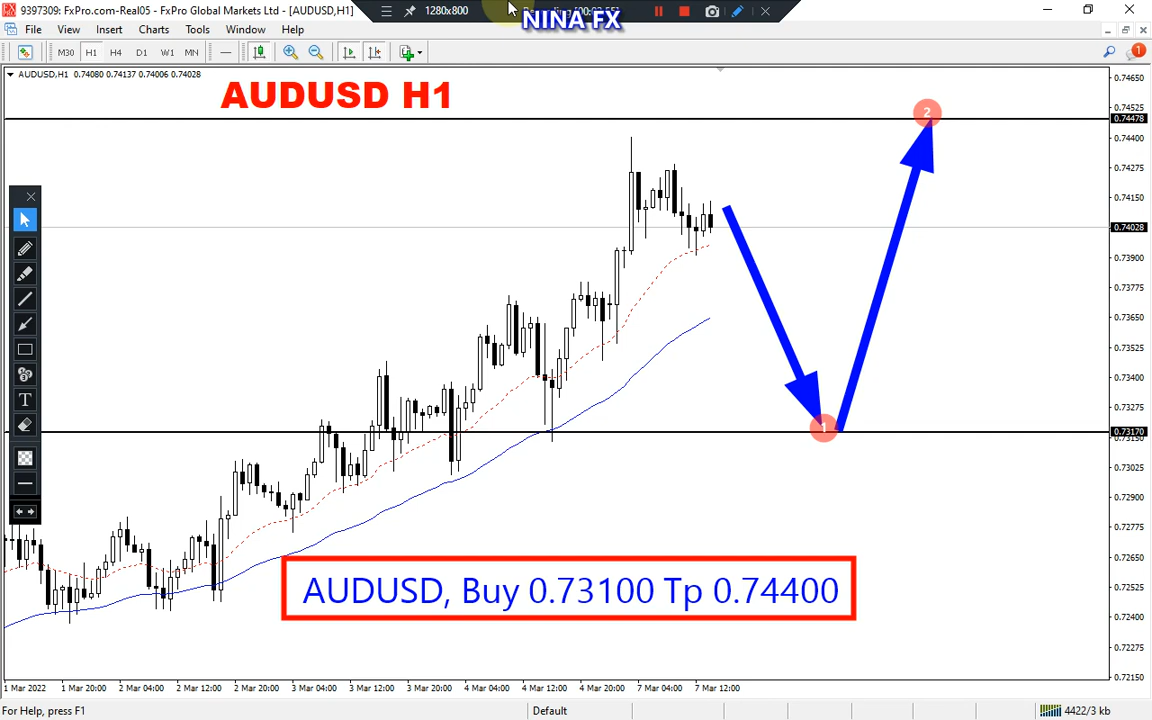 9397309: FxPro.com-Real05 - FxPro Global Markets Ltd - [AUDUSD,H1]
1280x800
NINA FX
File View Insert Charts Tools Window Help
1
M30 H1 H4 D1 W1 MN
AUDUSD,H1 0.74080 0.74137 0.74006 0.74028
AUDUSD H1
0.74650
0.74525
2
0.74478
0.74400
0.74275
0.74150
0.74028
0.73900
0.73775
0.73650
0.73525
0.73400
0.73275
1
0.73170
0.73150
0.73025
0.72900
0.72775
0.72650
AUDUSD, Buy 0.73100 Tp 0.74400
0.72525
0.72400
0.72275
0.72150
1 Mar 2022 1 Mar 20:00 2 Mar 04:00 2 Mar 12:00 2 Mar 20:00 3 Mar 04:00 3 Mar 12:00 3 Mar 20:00 4 Mar 04:00 4 Mar 12:00 4 Mar 20:00 7 Mar 04:00 7 Mar 12:00
For Help, press F1
Default
4422/3 kb